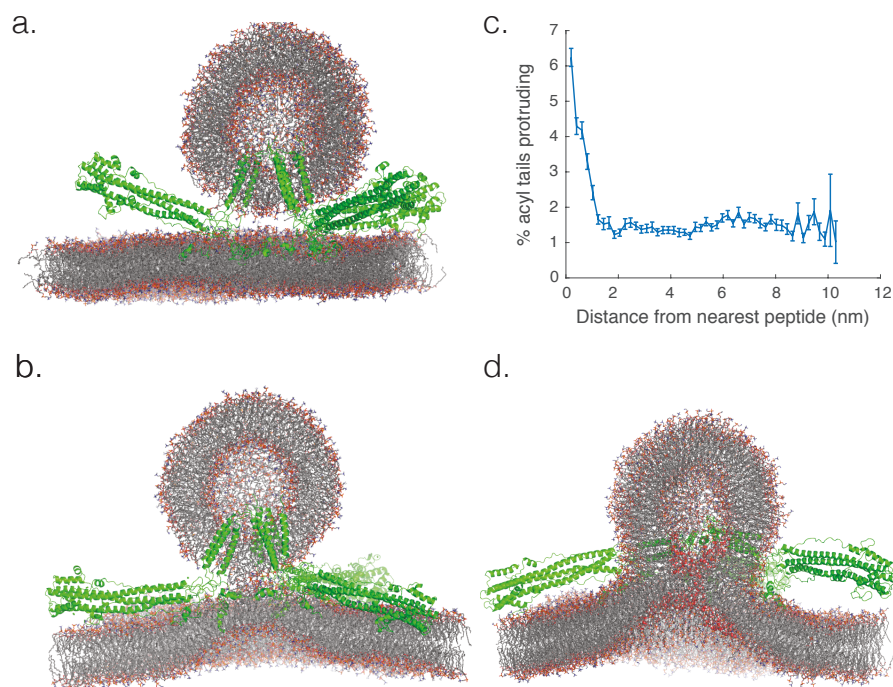 a.
c.
7
6
5
4
3
2
1
0
% acyl tails protruding
0 2 4 6 8 10 12
Distance from nearest peptide (nm)
b.
d.